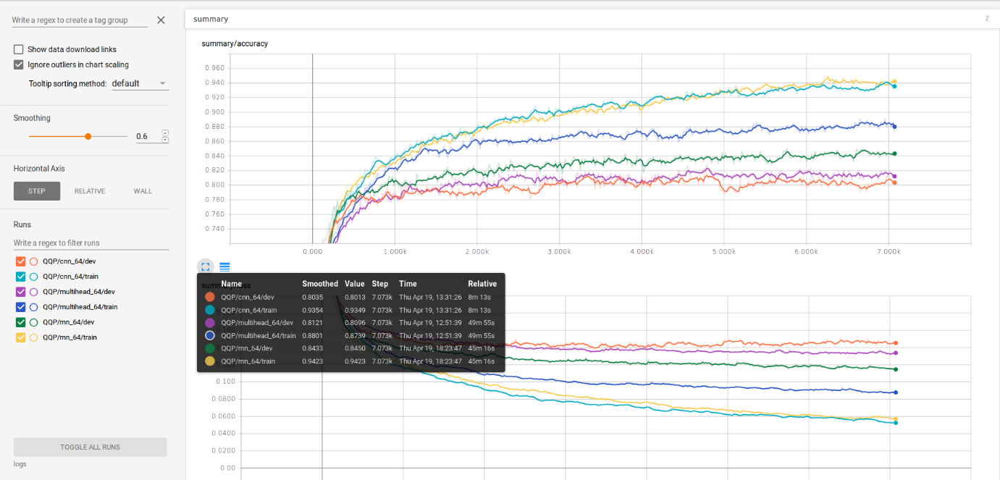 Write a regex to create a tag group
Show data download links
Ignore outliers in chart scaling
Tooltip sorting method: default
Smoothing
0.6
Horizontal Axis
STEP RELATIVE WALL
Runs
Write a regex to filter runs
QQP/cnn_64/dev
QQP/cnn_64/train
QQP/multihead_64/dev
QQP/multihead_64/train
QQP/rnn_64/dev
QQP/rnn_64/train
TOGGLE ALL RUNS
logs
summary 2
summary/accuracy
0.960
0.940
0.920
0.900
0.880
0.860
0.840
0.820
0.800
0.780
0.760
0.740
0.000 1.000k 2.000k 3.000k 4.000k 5.000k 6.000k 7.000k
Name Smoothed Value Step Time Relative
QQP/cnn_64/dev 0.8035 0.8013 7.073k Thu Apr 19, 13:31:26 8m 13s
QQP/cnn_64/train 0.9354 0.9349 7.073k Thu Apr 19, 13:31:26 8m 13s
QQP/multihead_64/dev 0.8121 0.8096 7.073k Thu Apr 19, 12:51:39 49m 55s
QQP/multihead_64/train 0.8801 0.8739 7.073k Thu Apr 19, 12:51:39 49m 55s
QQP/rnn_64/dev 0.8433 0.8450 7.073k Thu Apr 19, 18:23:47 45m 16s
QQP/rnn_64/train 0.9423 0.9423 7.073k Thu Apr 19, 18:23:47 45m 16s
0.100
0.0800
0.0600
0.0400
0.0200
0.00